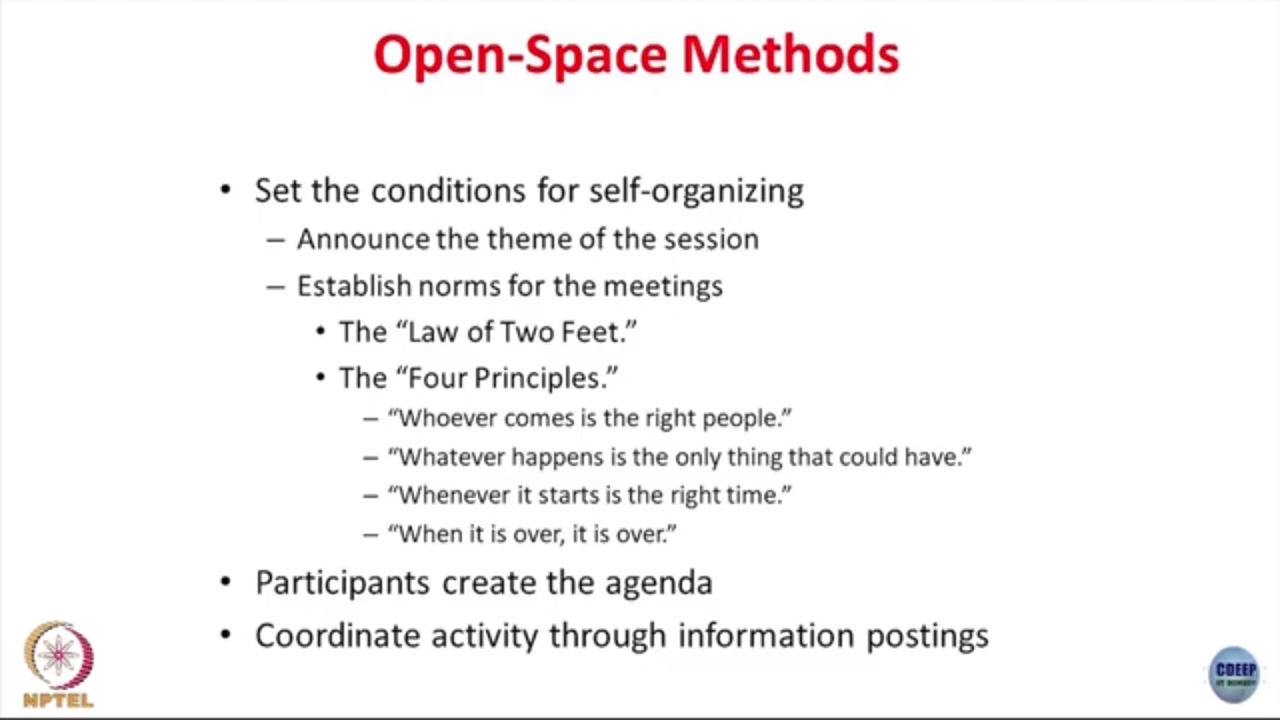 Open-Space Methods
• Set the conditions for self-organizing
– Announce the theme of the session
– Establish norms for the meetings
• The “Law of Two Feet.”
• The “Four Principles.”
– “Whoever comes is the right people.”
– “Whatever happens is the only thing that could have.”
– “Whenever it starts is the right time.”
– “When it is over, it is over.”
• Participants create the agenda
• Coordinate activity through information postings
NPTEL
CDEEP
IIT BOMBAY